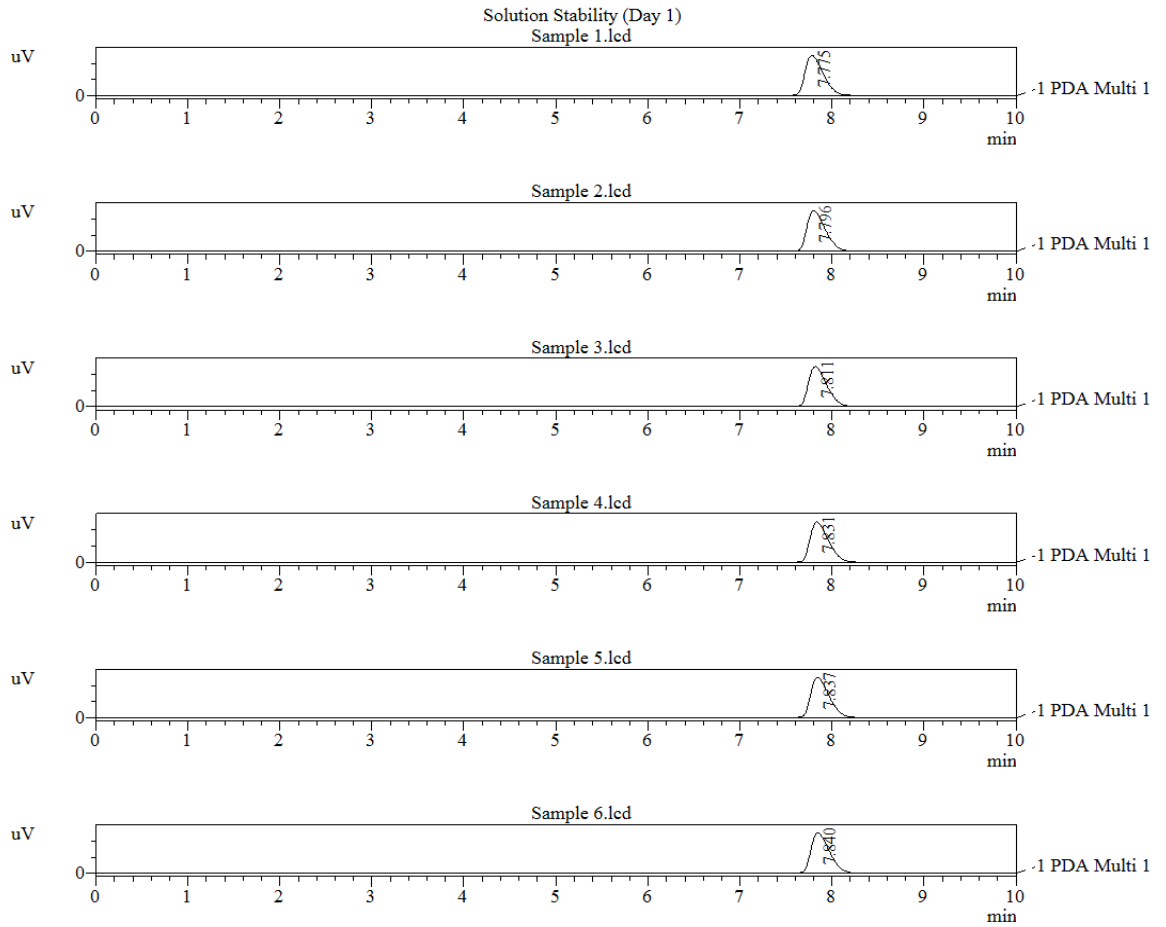 Solution Stability (Day 1)
Sample 1.lcd
uV
7.775
0
-1 PDA Multi 1
0 1 2 3 4 5 6 7 8 9 10
min
Sample 2.lcd
uV
7.796
0
-1 PDA Multi 1
0 1 2 3 4 5 6 7 8 9 10
min
Sample 3.lcd
uV
7.811
0
-1 PDA Multi 1
0 1 2 3 4 5 6 7 8 9 10
min
Sample 4.lcd
uV
7.831
0
-1 PDA Multi 1
0 1 2 3 4 5 6 7 8 9 10
min
Sample 5.lcd
uV
7.837
0
-1 PDA Multi 1
0 1 2 3 4 5 6 7 8 9 10
min
Sample 6.lcd
uV
7.840
0
-1 PDA Multi 1
0 1 2 3 4 5 6 7 8 9 10
min